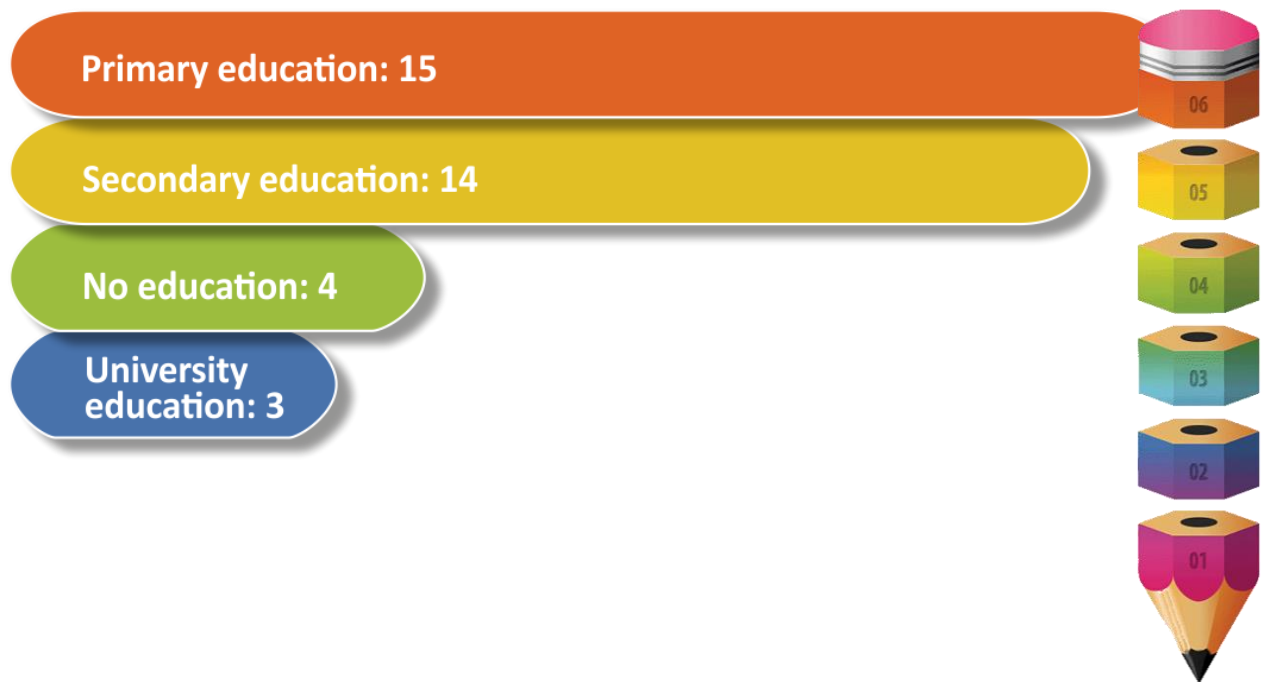 Primary education: 15
Secondary education: 14
No education: 4
University
education: 3
06
05
04
03
02
01